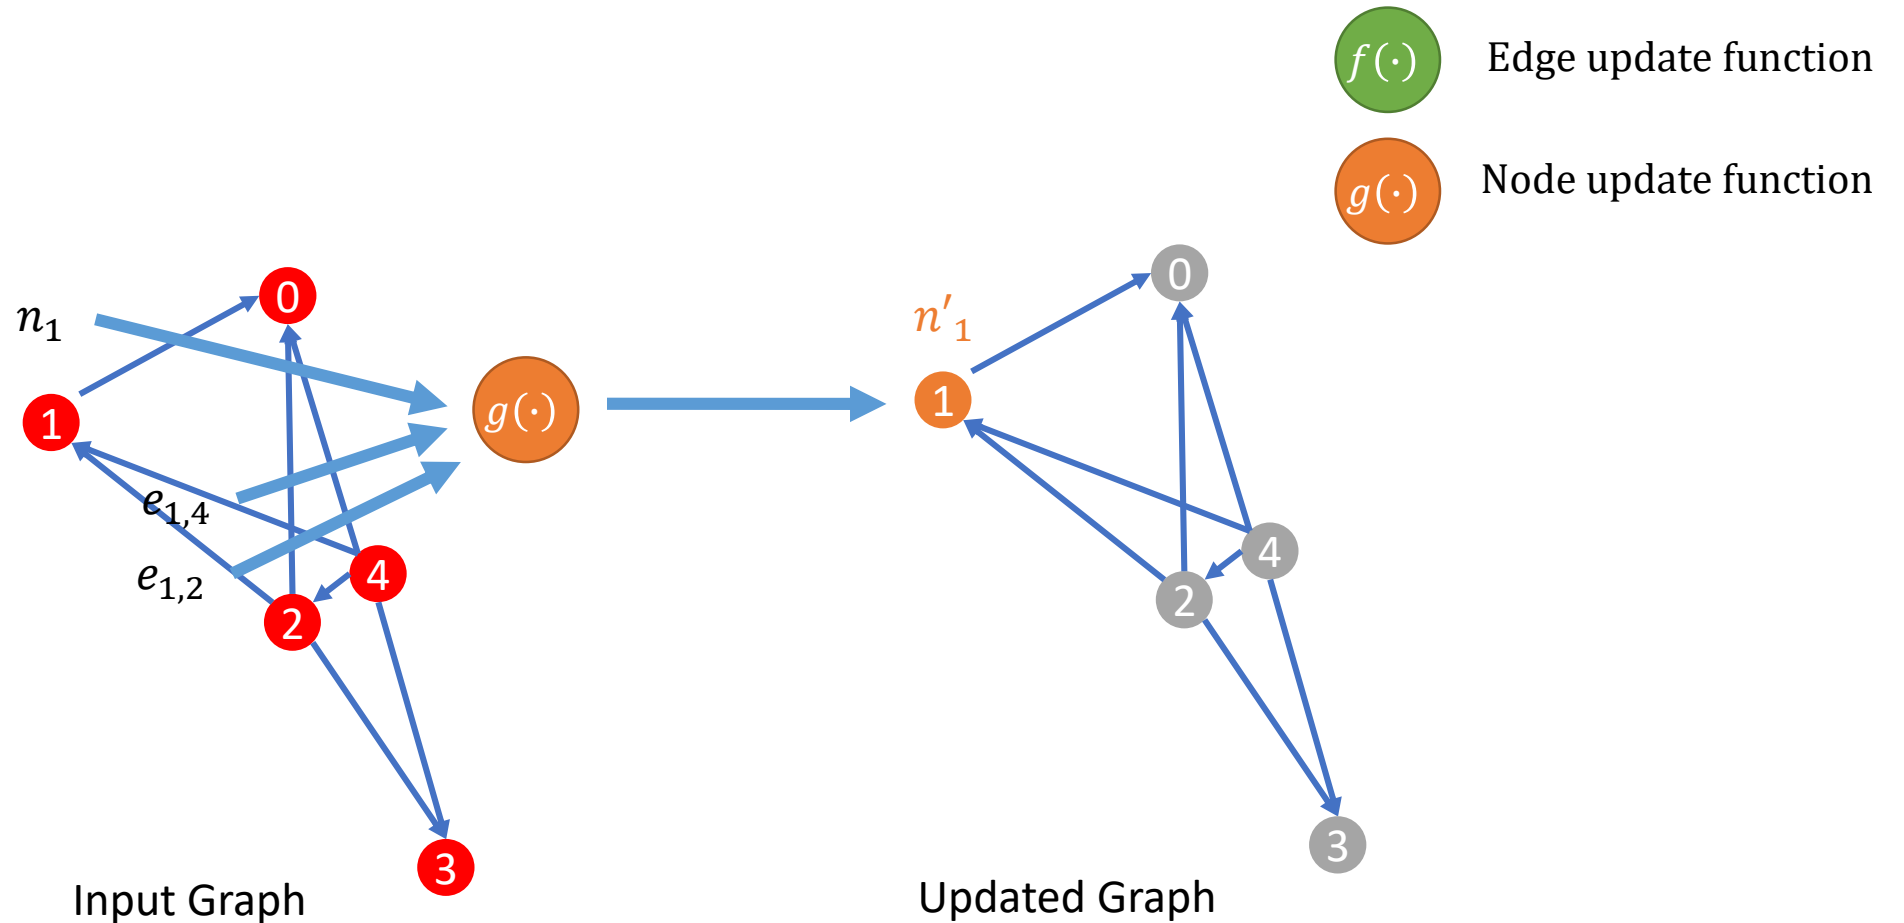 f(·) Edge update function
g(·) Node update function
0
n₁
1
e₁,₄
e₁,₂
4
2
3
g(·)
n′₁
0
1
4
2
3
Input Graph
Updated Graph